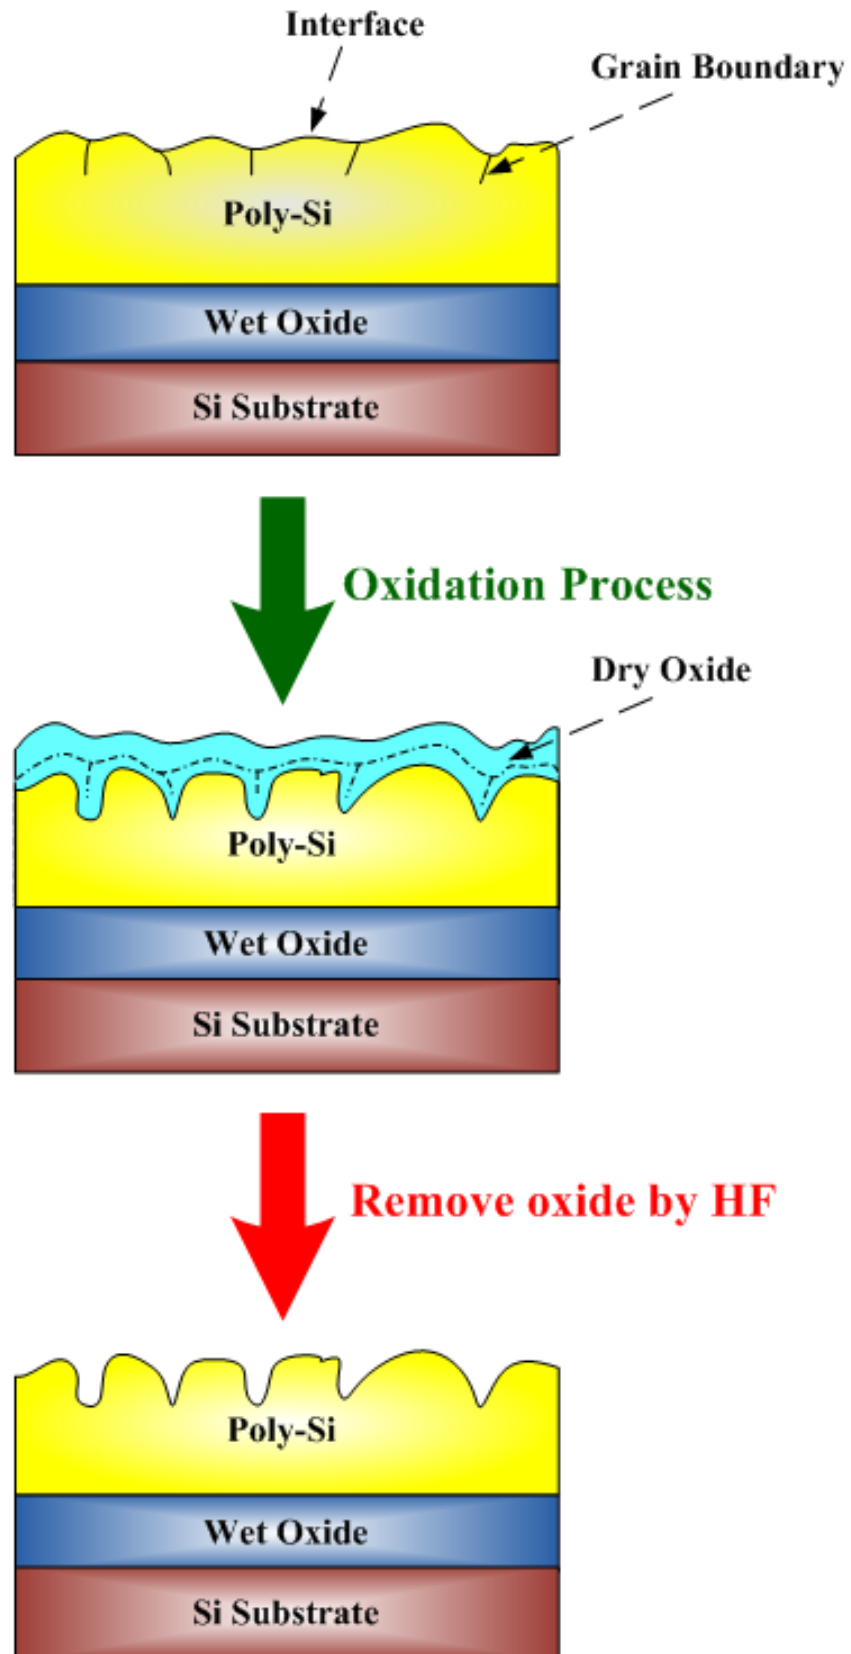 Interface
Grain Boundary
Poly-Si
Wet Oxide
Si Substrate
Oxidation Process
Dry Oxide
Poly-Si
Wet Oxide
Si Substrate
Remove oxide by HF
Poly-Si
Wet Oxide
Si Substrate